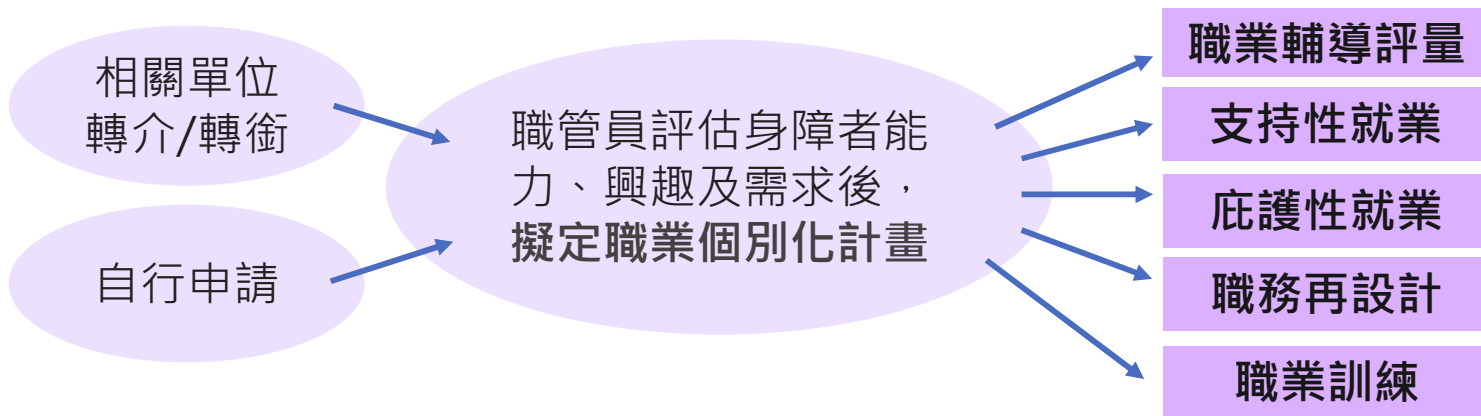 相關單位
轉介/轉銜
自行申請
職管員評估身障者能
力、興趣及需求後，
擬定職業個別化計畫
職業輔導評量
支持性就業
庇護性就業
職務再設計
職業訓練